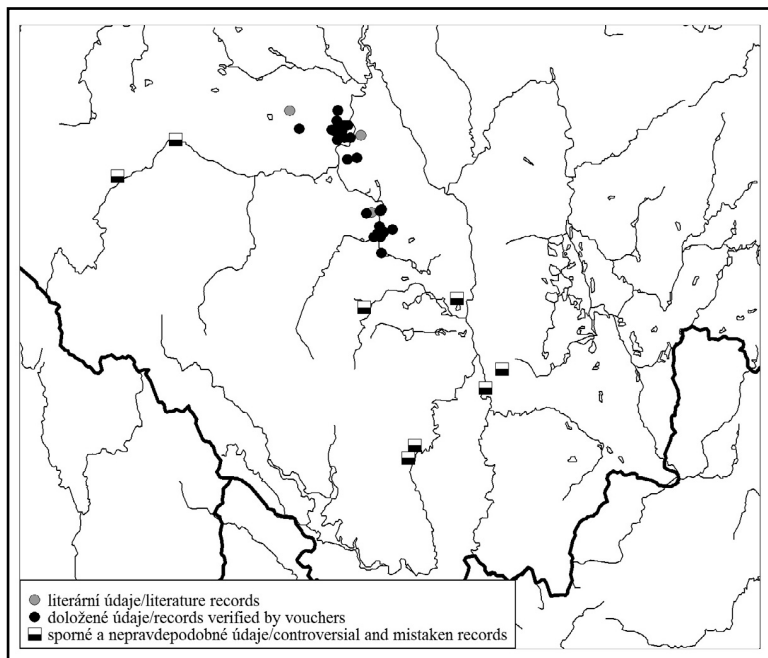 literární údaje/literature records
doložené údaje/records verified by vouchers
sporné a nepravdepodobné údaje/controversial and mistaken records